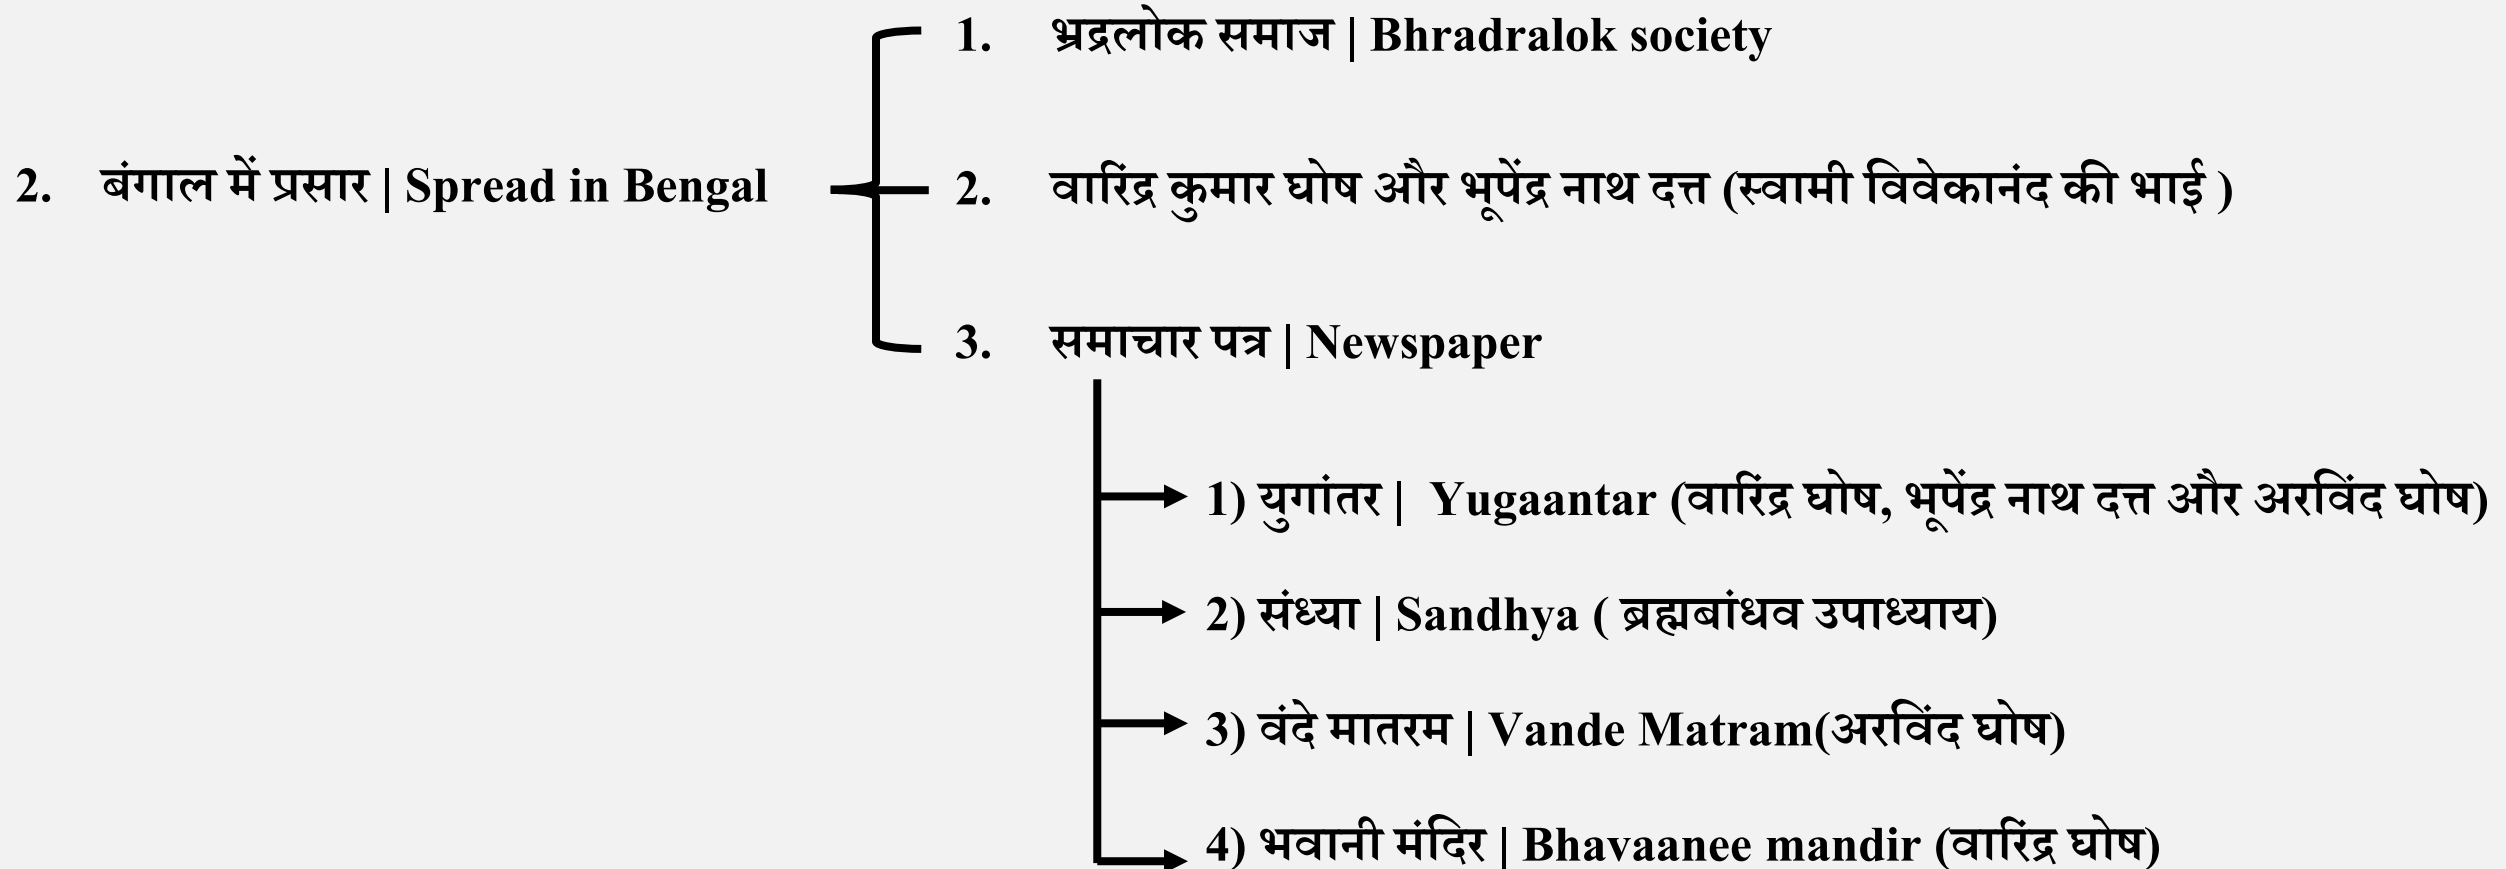 1. भ्रद्रलोक समाज | Bhradralok society
2. बंगाल में प्रसार | Spread in Bengal
2. वारिंद्र कुमार घोष और भूपेंद्र नाथ दत्त (स्वामी विवेकानंद की भाई)
3. समाचार पत्र | Newspaper
1) युगांतर | Yugaantar (वारिंद्र घोष, भूपेंद्र नाथ दत्त और अरविंद घोष)
2) संध्या | Sandhya ( ब्रह्मबांधव उपाध्याय)
3) वंदे मातरम | Vande Matram(अरविंद घोष)
4) भवानी मंदिर | Bhavaanee mandir (वारिंद्र घोष)